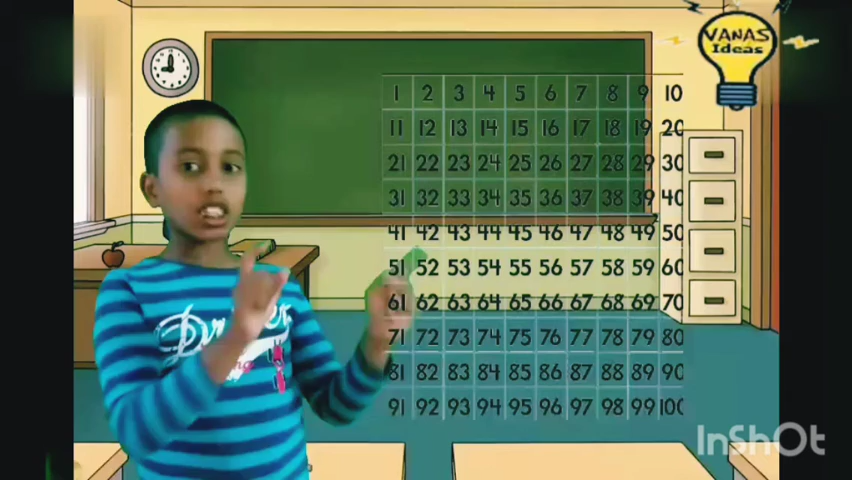 VANAS
Ideas
1 2 3 4 5 6 7 8 9 10
11 12 13 14 15 16 17 18 19 20
21 22 23 24 25 26 27 28 29 30
31 32 33 34 35 36 37 38 39 40
41 42 43 44 45 46 47 48 49 50
51 52 53 54 55 56 57 58 59 60
61 62 63 64 65 66 67 68 69 70
71 72 73 74 75 76 77 78 79 80
81 82 83 84 85 86 87 88 89 90
91 92 93 94 95 96 97 98 99 100
InShOt